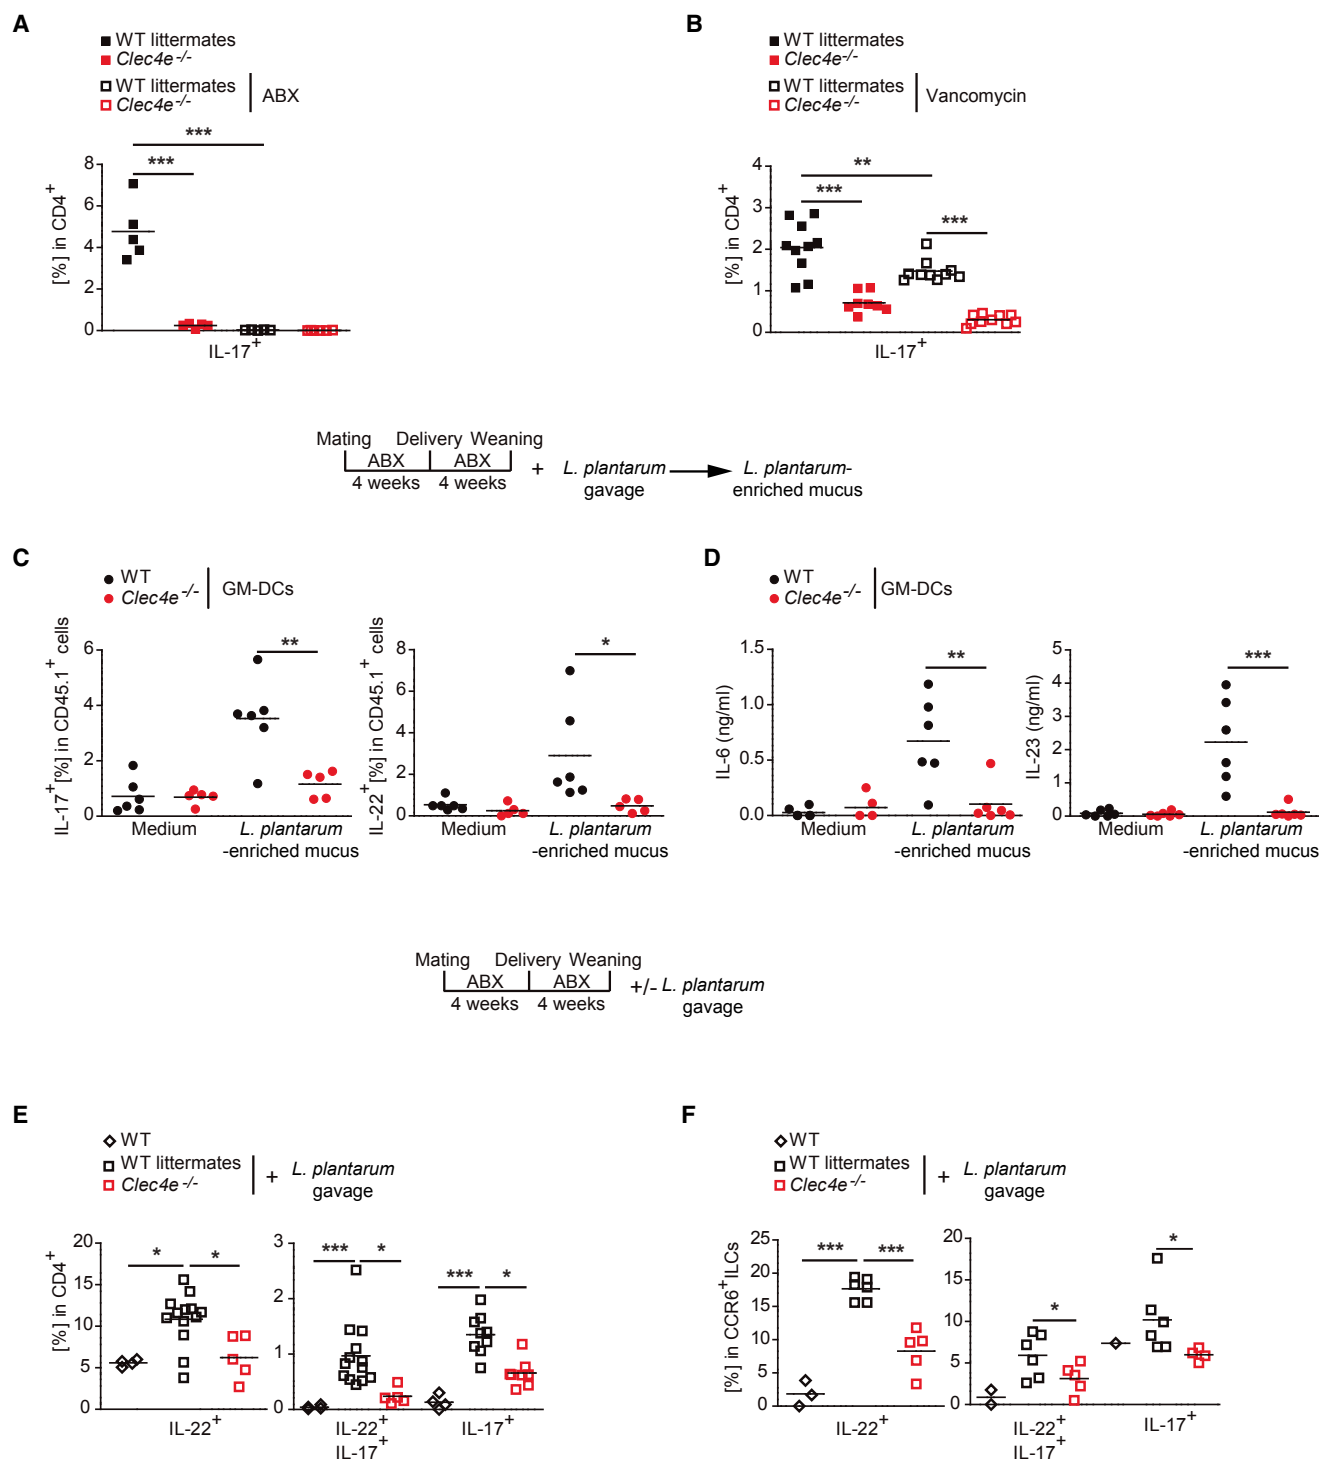 A
WT littermates
Clec4e-/-
WT littermates
Clec4e-/-
ABX
***
***
[%] in CD4+
8
6
4
2
0
IL-17+
B
WT littermates
Clec4e-/-
WT littermates
Clec4e-/-
Vancomycin
**
***
***
[%] in CD4+
4
3
2
1
0
IL-17+
Mating Delivery Weaning
ABX ABX
4 weeks 4 weeks
+ L. plantarum
gavage
L. plantarum-
enriched mucus
C
WT
Clec4e-/-
GM-DCs
IL-17+[%] in CD45.1+ cells
6
4
2
0
**
Medium
L. plantarum
-enriched mucus
IL-22+[%] in CD45.1+ cells
8
6
4
2
0
*
Medium
L. plantarum
-enriched mucus
D
WT
Clec4e-/-
GM-DCs
IL-6 (ng/ml)
1.5
1.0
0.5
0.0
**
Medium
L. plantarum
-enriched mucus
IL-23 (ng/ml)
5
4
3
2
1
0
***
Medium
L. plantarum
-enriched mucus
Mating Delivery Weaning
ABX ABX
4 weeks 4 weeks
+/- L. plantarum
gavage
E
WT
WT littermates
Clec4e-/-
+ L. plantarum
gavage
[%] in CD4+
20
15
10
5
0
* *
IL-22+
3
2
1
0
*** *
*** *
IL-22+
IL-17+
IL-17+
F
WT
WT littermates
Clec4e-/-
+ L. plantarum
gavage
[%] in CCR6+ILCs
25
20
15
10
5
0
*** ***
IL-22+
20
15
10
5
0
*
*
IL-22+
IL-17+
IL-17+